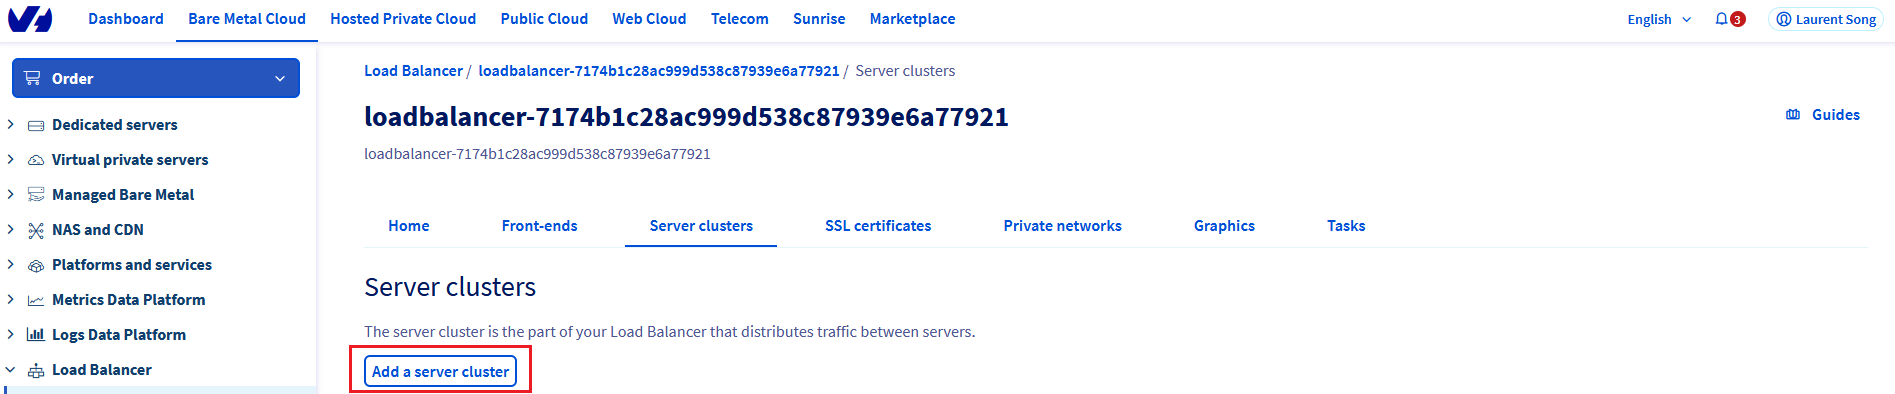 Dashboard Bare Metal Cloud Hosted Private Cloud Public Cloud Web Cloud Telecom Sunrise Marketplace English 3 Laurent Song
Order
Dedicated servers
Virtual private servers
Managed Bare Metal
NAS and CDN
Platforms and services
Metrics Data Platform
Logs Data Platform
Load Balancer
Load Balancer / loadbalancer-7174b1c28ac999d538c87939e6a77921 / Server clusters
loadbalancer-7174b1c28ac999d538c87939e6a77921
Guides
loadbalancer-7174b1c28ac999d538c87939e6a77921
Home Front-ends Server clusters SSL certificates Private networks Graphics Tasks
Server clusters
The server cluster is the part of your Load Balancer that distributes traffic between servers.
Add a server cluster